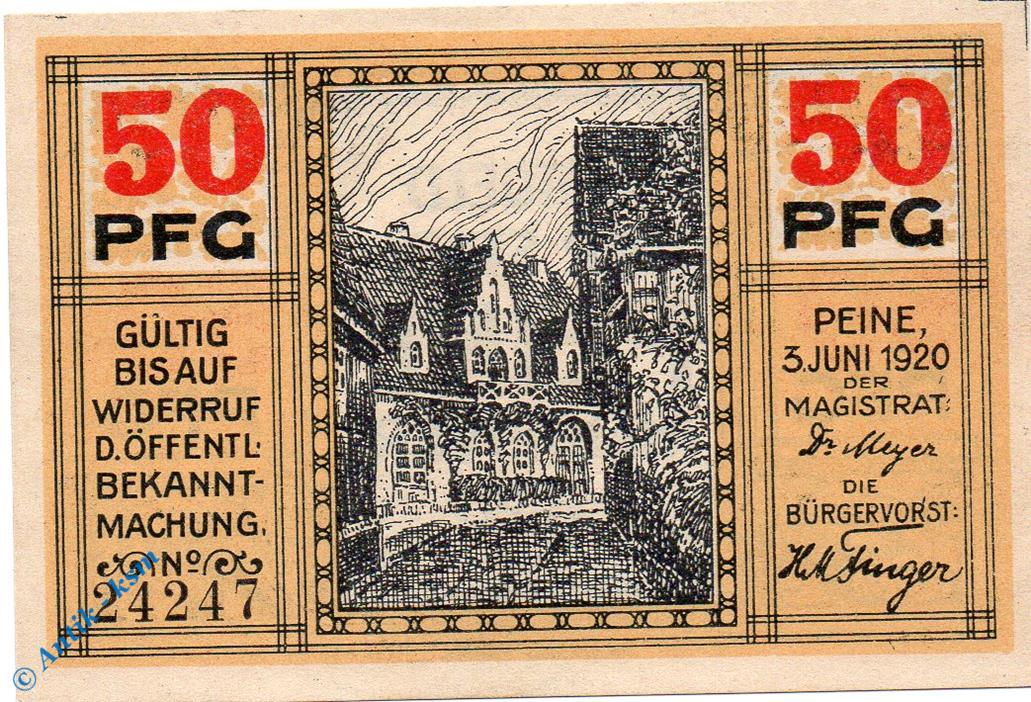 50
PFG
GÜLTIG
BIS AUF
WIDERRUF
D. ÖFFENTL:
BEKANNT-
MACHUNG.
No
24247
50
PFG
PEINE,
3. JUNI 1920
DER
MAGISTRAT:
Dr Meyer
DIE
BÜRGERVORST:
© Antik-ksm